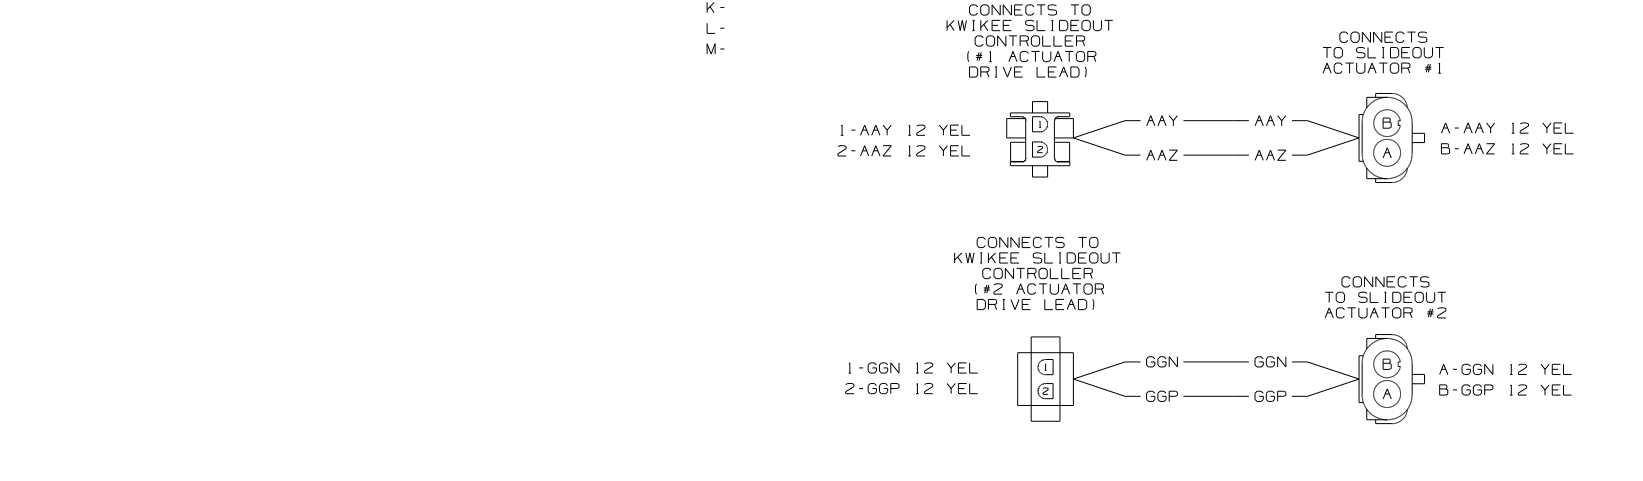 K-
L-
M-
CONNECTS TO
KWIKEE SLIDEOUT
CONTROLLER
(#1 ACTUATOR
DRIVE LEAD)
CONNECTS
TO SLIDEOUT
ACTUATOR #1
1-AAY 12 YEL
2-AAZ 12 YEL
1
2
AAY
AAY
AAZ
AAZ
B
A
A-AAY 12 YEL
B-AAZ 12 YEL
CONNECTS TO
KWIKEE SLIDEOUT
CONTROLLER
(#2 ACTUATOR
DRIVE LEAD)
CONNECTS
TO SLIDEOUT
ACTUATOR #2
1-GGN 12 YEL
2-GGP 12 YEL
1
2
GGN
GGN
GGP
GGP
B
A
A-GGN 12 YEL
B-GGP 12 YEL